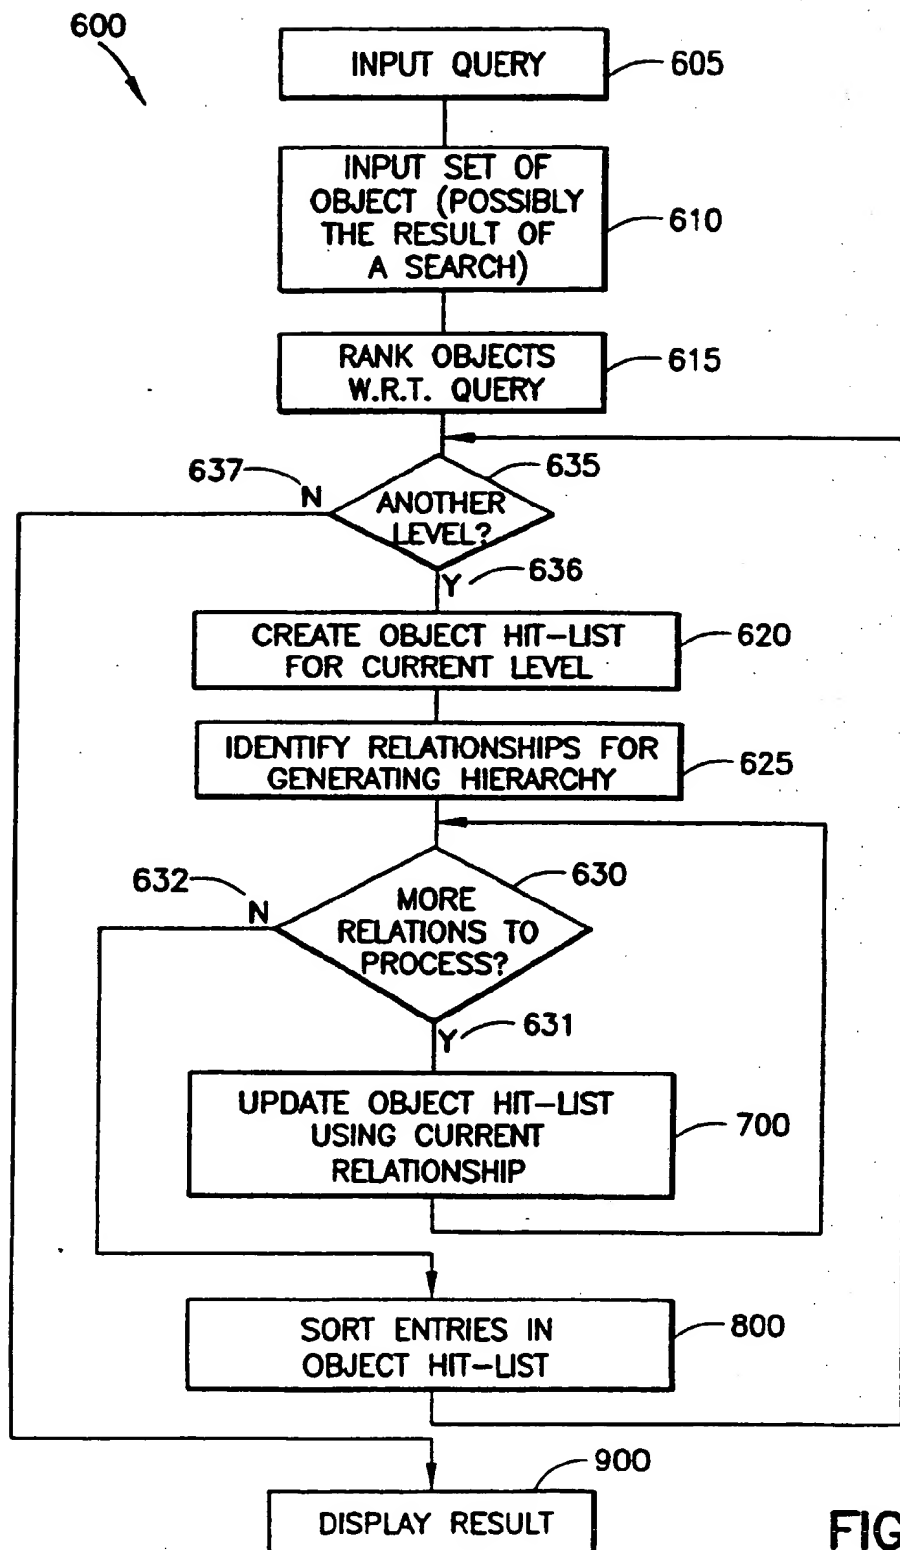 600
INPUT QUERY
605
INPUT SET OF
OBJECT (POSSIBLY
THE RESULT OF
A SEARCH)
610
RANK OBJECTS
W.R.T. QUERY
615
637
N
635
ANOTHER
LEVEL?
Y
636
CREATE OBJECT HIT-LIST
FOR CURRENT LEVEL
620
IDENTIFY RELATIONSHIPS FOR
GENERATING HIERARCHY
625
632
N
630
MORE
RELATIONS TO
PROCESS?
Y
631
UPDATE OBJECT HIT-LIST
USING CURRENT
RELATIONSHIP
700
SORT ENTRIES IN
OBJECT HIT-LIST
800
900
DISPLAY RESULT
FIG